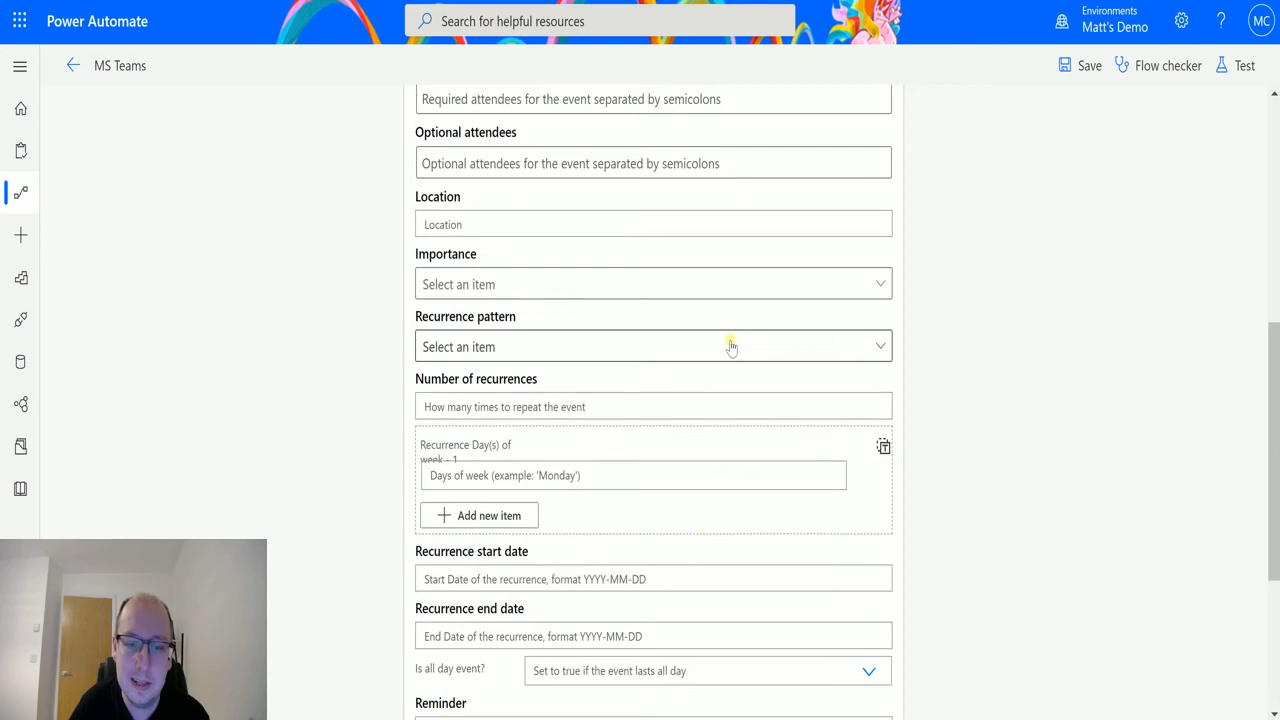 Power Automate
Search for helpful resources
Environments
Matt's Demo
MC
MS Teams
Save
Flow checker
Test
Required attendees for the event separated by semicolons
Optional attendees
Optional attendees for the event separated by semicolons
Location
Location
Importance
Select an item
Recurrence pattern
Select an item
Number of recurrences
How many times to repeat the event
Recurrence Day(s) of
week - 1
Days of week (example: 'Monday')
Add new item
Recurrence start date
Start Date of the recurrence, format YYYY-MM-DD
Recurrence end date
End Date of the recurrence, format YYYY-MM-DD
Is all day event?
Set to true if the event lasts all day
Reminder